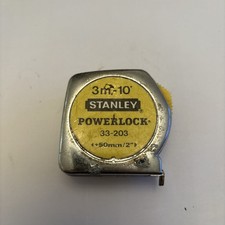 3m-10'
STANLEY
POWERLOCK
33-203
(+50mm/2")